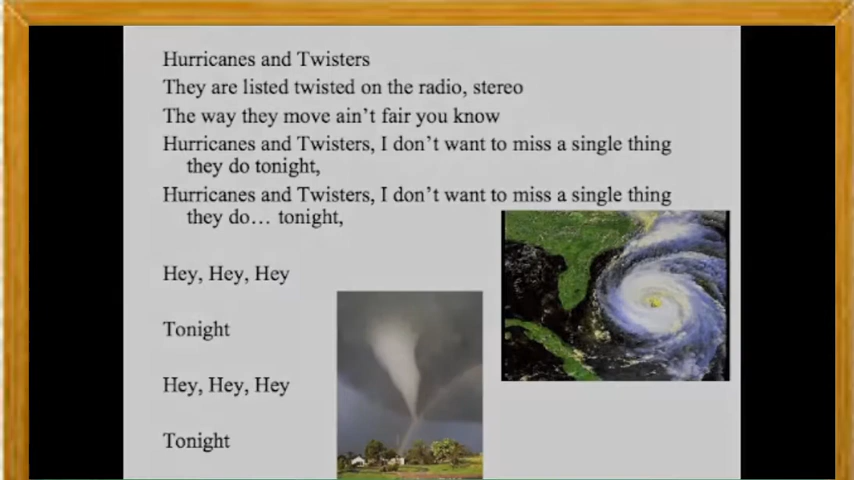 Hurricanes and Twisters
They are listed twisted on the radio, stereo
The way they move ain't fair you know
Hurricanes and Twisters, I don't want to miss a single thing
they do tonight,
Hurricanes and Twisters, I don't want to miss a single thing
they do… tonight,
Hey, Hey, Hey
Tonight
Hey, Hey, Hey
Tonight